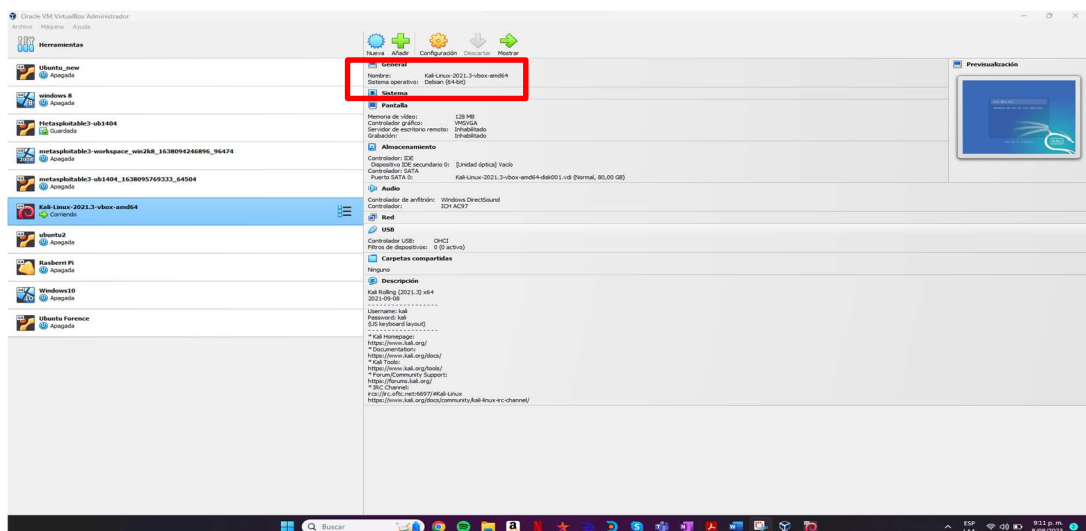 Oracle VM VirtualBox Administrador
Archivo Máquina Ayuda
Herramientas
Ubuntu_new
Apagada
windows 8
Apagada
Metasploitable3-ub1404
Guardada
metasploitable3-workspace_win2k8_1638094246896_96474
Apagada
metasploitable3-ub1404_1638095769333_64504
Apagada
Kali-Linux-2021.3-vbox-amd64
Corriendo
ubuntu2
Apagada
Rasberri Pi
Apagada
Windows10
Apagada
Ubuntu Forence
Apagada
Nueva Añadir Configuración Descartar Mostrar
General
Nombre: Kali-Linux-2021.3-vbox-amd64
Sistema operativo: Debian (64-bit)
Sistema
Pantalla
Memoria de vídeo: 128 MB
Controlador gráfico: VMSVGA
Servidor de escritorio remoto: Inhabilitado
Grabación: Inhabilitado
Almacenamiento
Controlador: IDE
Dispositivo IDE secundario 0: [Unidad óptica] Vacío
Controlador: SATA
Puerto SATA 0: Kali-Linux-2021.3-vbox-amd64-disk001.vdi (Normal, 80,00 GB)
Audio
Controlador de anfitrión: Windows DirectSound
Controlador: ICH AC97
Red
USB
Controlador USB: OHCI
Filtros de dispositivos: 0 (0 activo)
Carpetas compartidas
Ninguno
Descripción
Kali Rolling (2021.3) x64
2021-09-08
- - - - - - - - - - - - - - - - - -
Username: kali
Password: kali
(US keyboard layout)
- - - - - - - - - - - - - - - - - -
* Kali Homepage:
https://www.kali.org/
* Documentation:
https://www.kali.org/docs/
* Kali Tools:
https://www.kali.org/tools/
* Forum/Community Support:
https://forums.kali.org/
* IRC Channel:
ircs://irc.oftc.net:6697/#Kali-Linux
https://www.kali.org/docs/community/kali-linux-irc-channel/
Previsualización
Buscar
ESP
9:11 p. m.